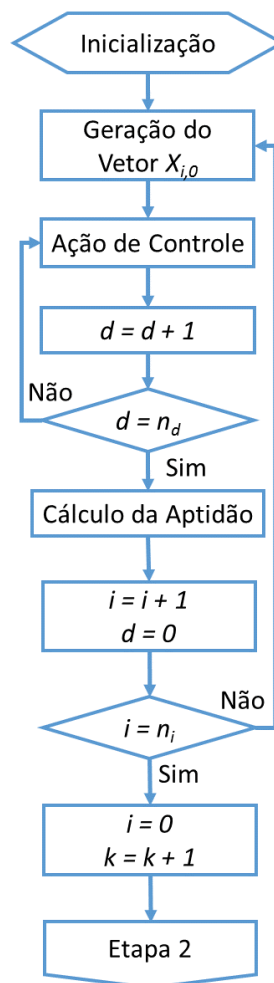 Inicialização
Geração do
Vetor X_{i,0}
Ação de Controle
d = d + 1
Não
d = n_d
Sim
Cálculo da Aptidão
i = i + 1
d = 0
Não
i = n_i
Sim
i = 0
k = k + 1
Etapa 2